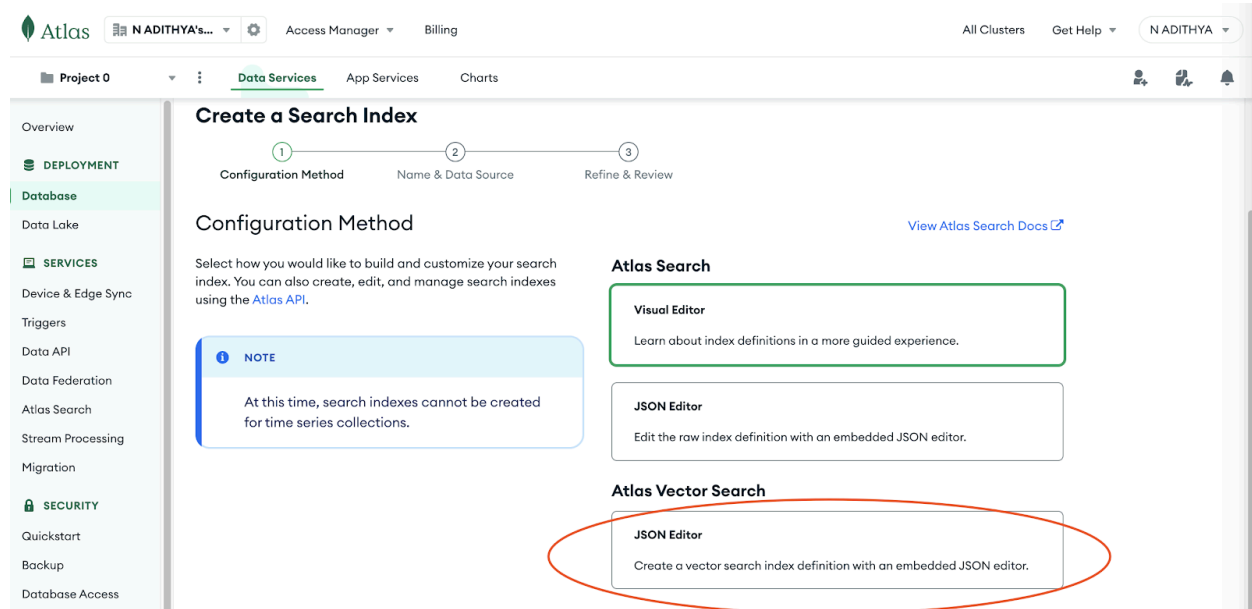 Atlas
N ADITHYA's...
Access Manager
Billing
All Clusters
Get Help
N ADITHYA
Project 0
Data Services
App Services
Charts
Overview
DEPLOYMENT
Database
Data Lake
SERVICES
Device & Edge Sync
Triggers
Data API
Data Federation
Atlas Search
Stream Processing
Migration
SECURITY
Quickstart
Backup
Database Access
Create a Search Index
1
2
3
Configuration Method
Name & Data Source
Refine & Review
Configuration Method
View Atlas Search Docs
Select how you would like to build and customize your search
index. You can also create, edit, and manage search indexes
using the Atlas API.
NOTE
At this time, search indexes cannot be created
for time series collections.
Atlas Search
Visual Editor
Learn about index definitions in a more guided experience.
JSON Editor
Edit the raw index definition with an embedded JSON editor.
Atlas Vector Search
JSON Editor
Create a vector search index definition with an embedded JSON editor.